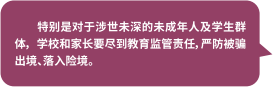 特别是对于涉世未深的未成年人及学生群
体，学校和家长要尽到教育监管责任，严防被骗
出境、落入险境。